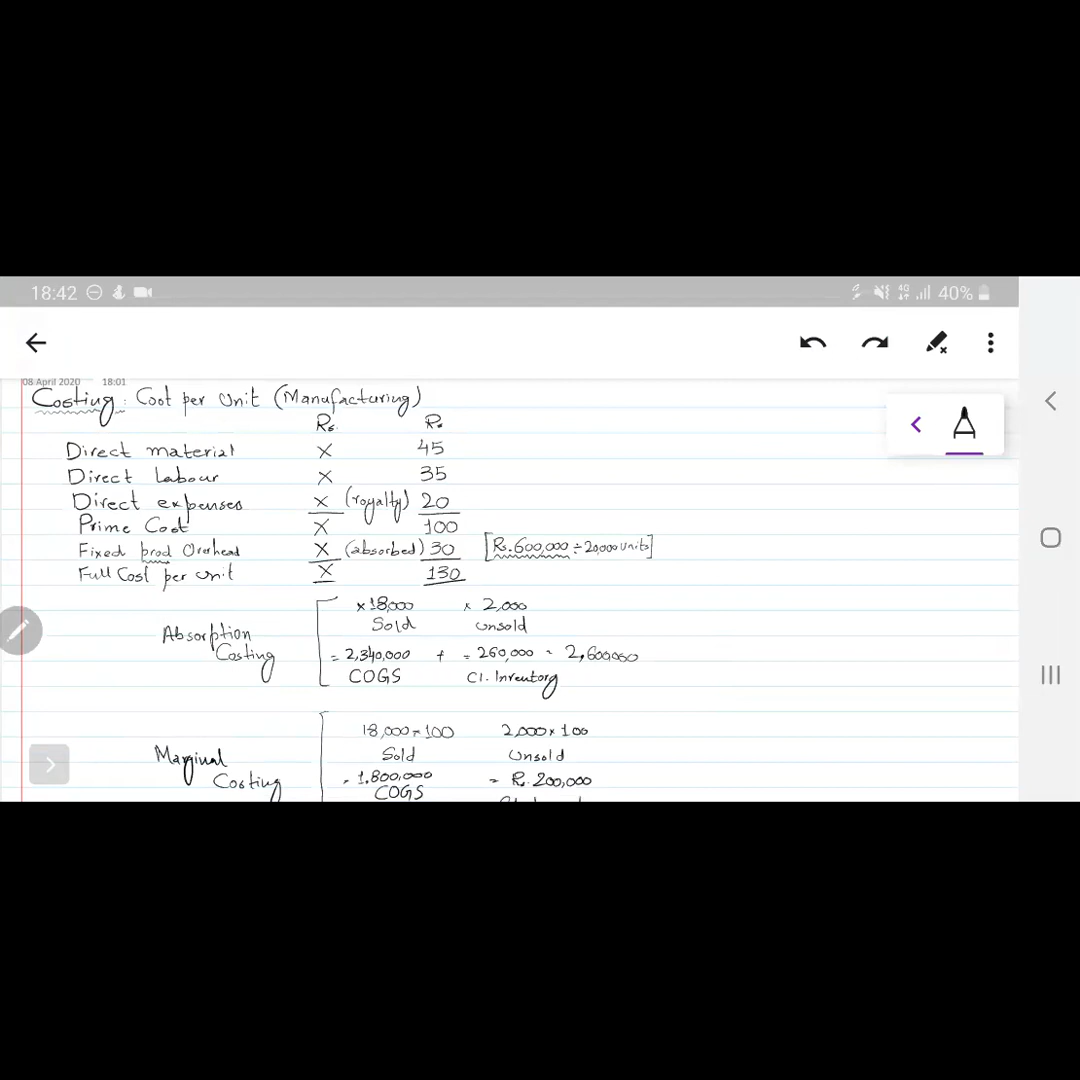 18:42 4G 40%
08 April 2020 18:01
Costing: Cost per Unit (Manufacturing)
Rs. Rs
Direct material X 45
Direct Labour X 35
Direct expenses X (royalty) 20
Prime Cost X 100
Fixed prod Overhead X (absorbed) 30 [Rs.600,000 ÷ 20,000 units]
Full Cost per unit X 130
x 18,000 x 2,000
Absorption Sold unsold
Costing = 2,340,000 + = 260,000 = 2,600,000
COGS Cl. Inventory
18,000 x 100 2,000 x 100
Marginal Sold Unsold
Costing = 1,800,000 = R. 200,000
COGS